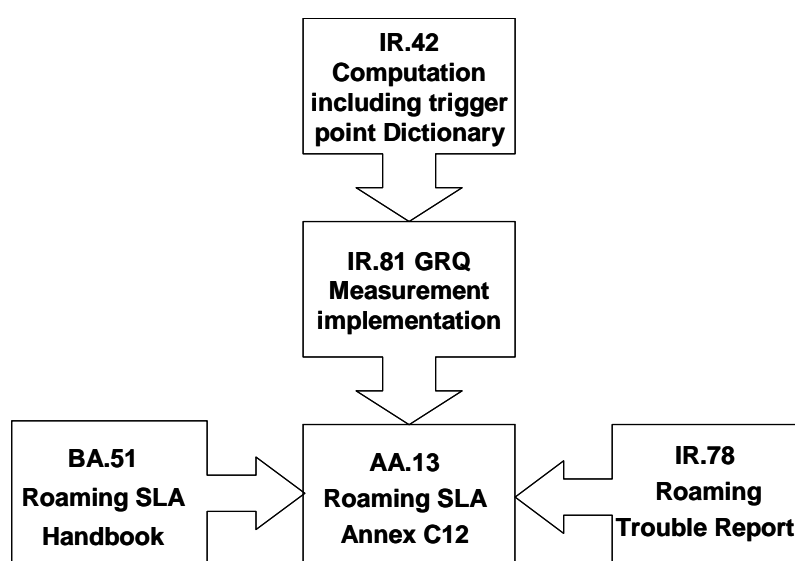 IR.42
Computation
including trigger
point Dictionary
IR.81 GRQ
Measurement
implementation
BA.51
Roaming SLA
Handbook
AA.13
Roaming SLA
Annex C12
IR.78
Roaming
Trouble Report